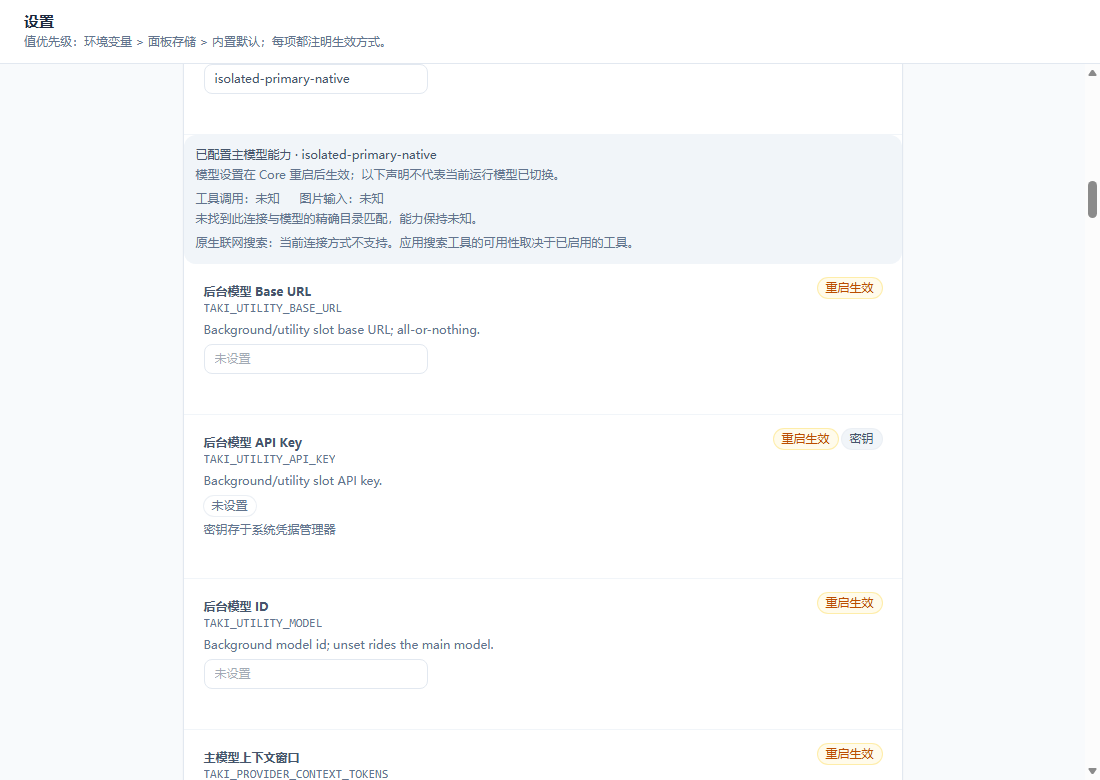 设置
值优先级：环境变量 > 面板存储 > 内置默认；每项都注明生效方式。
isolated-primary-native
已配置主模型能力 · isolated-primary-native
模型设置在 Core 重启后生效；以下声明不代表当前运行模型已切换。
工具调用：未知 图片输入：未知
未找到此连接与模型的精确目录匹配，能力保持未知。
原生联网搜索：当前连接方式不支持。应用搜索工具的可用性取决于已启用的工具。
后台模型 Base URL 重启生效
TAKI_UTILITY_BASE_URL
Background/utility slot base URL; all-or-nothing.
未设置
后台模型 API Key 重启生效 密钥
TAKI_UTILITY_API_KEY
Background/utility slot API key.
未设置
密钥存于系统凭据管理器
后台模型 ID 重启生效
TAKI_UTILITY_MODEL
Background model id; unset rides the main model.
未设置
主模型上下文窗口 重启生效
TAKI_PROVIDER_CONTEXT_TOKENS